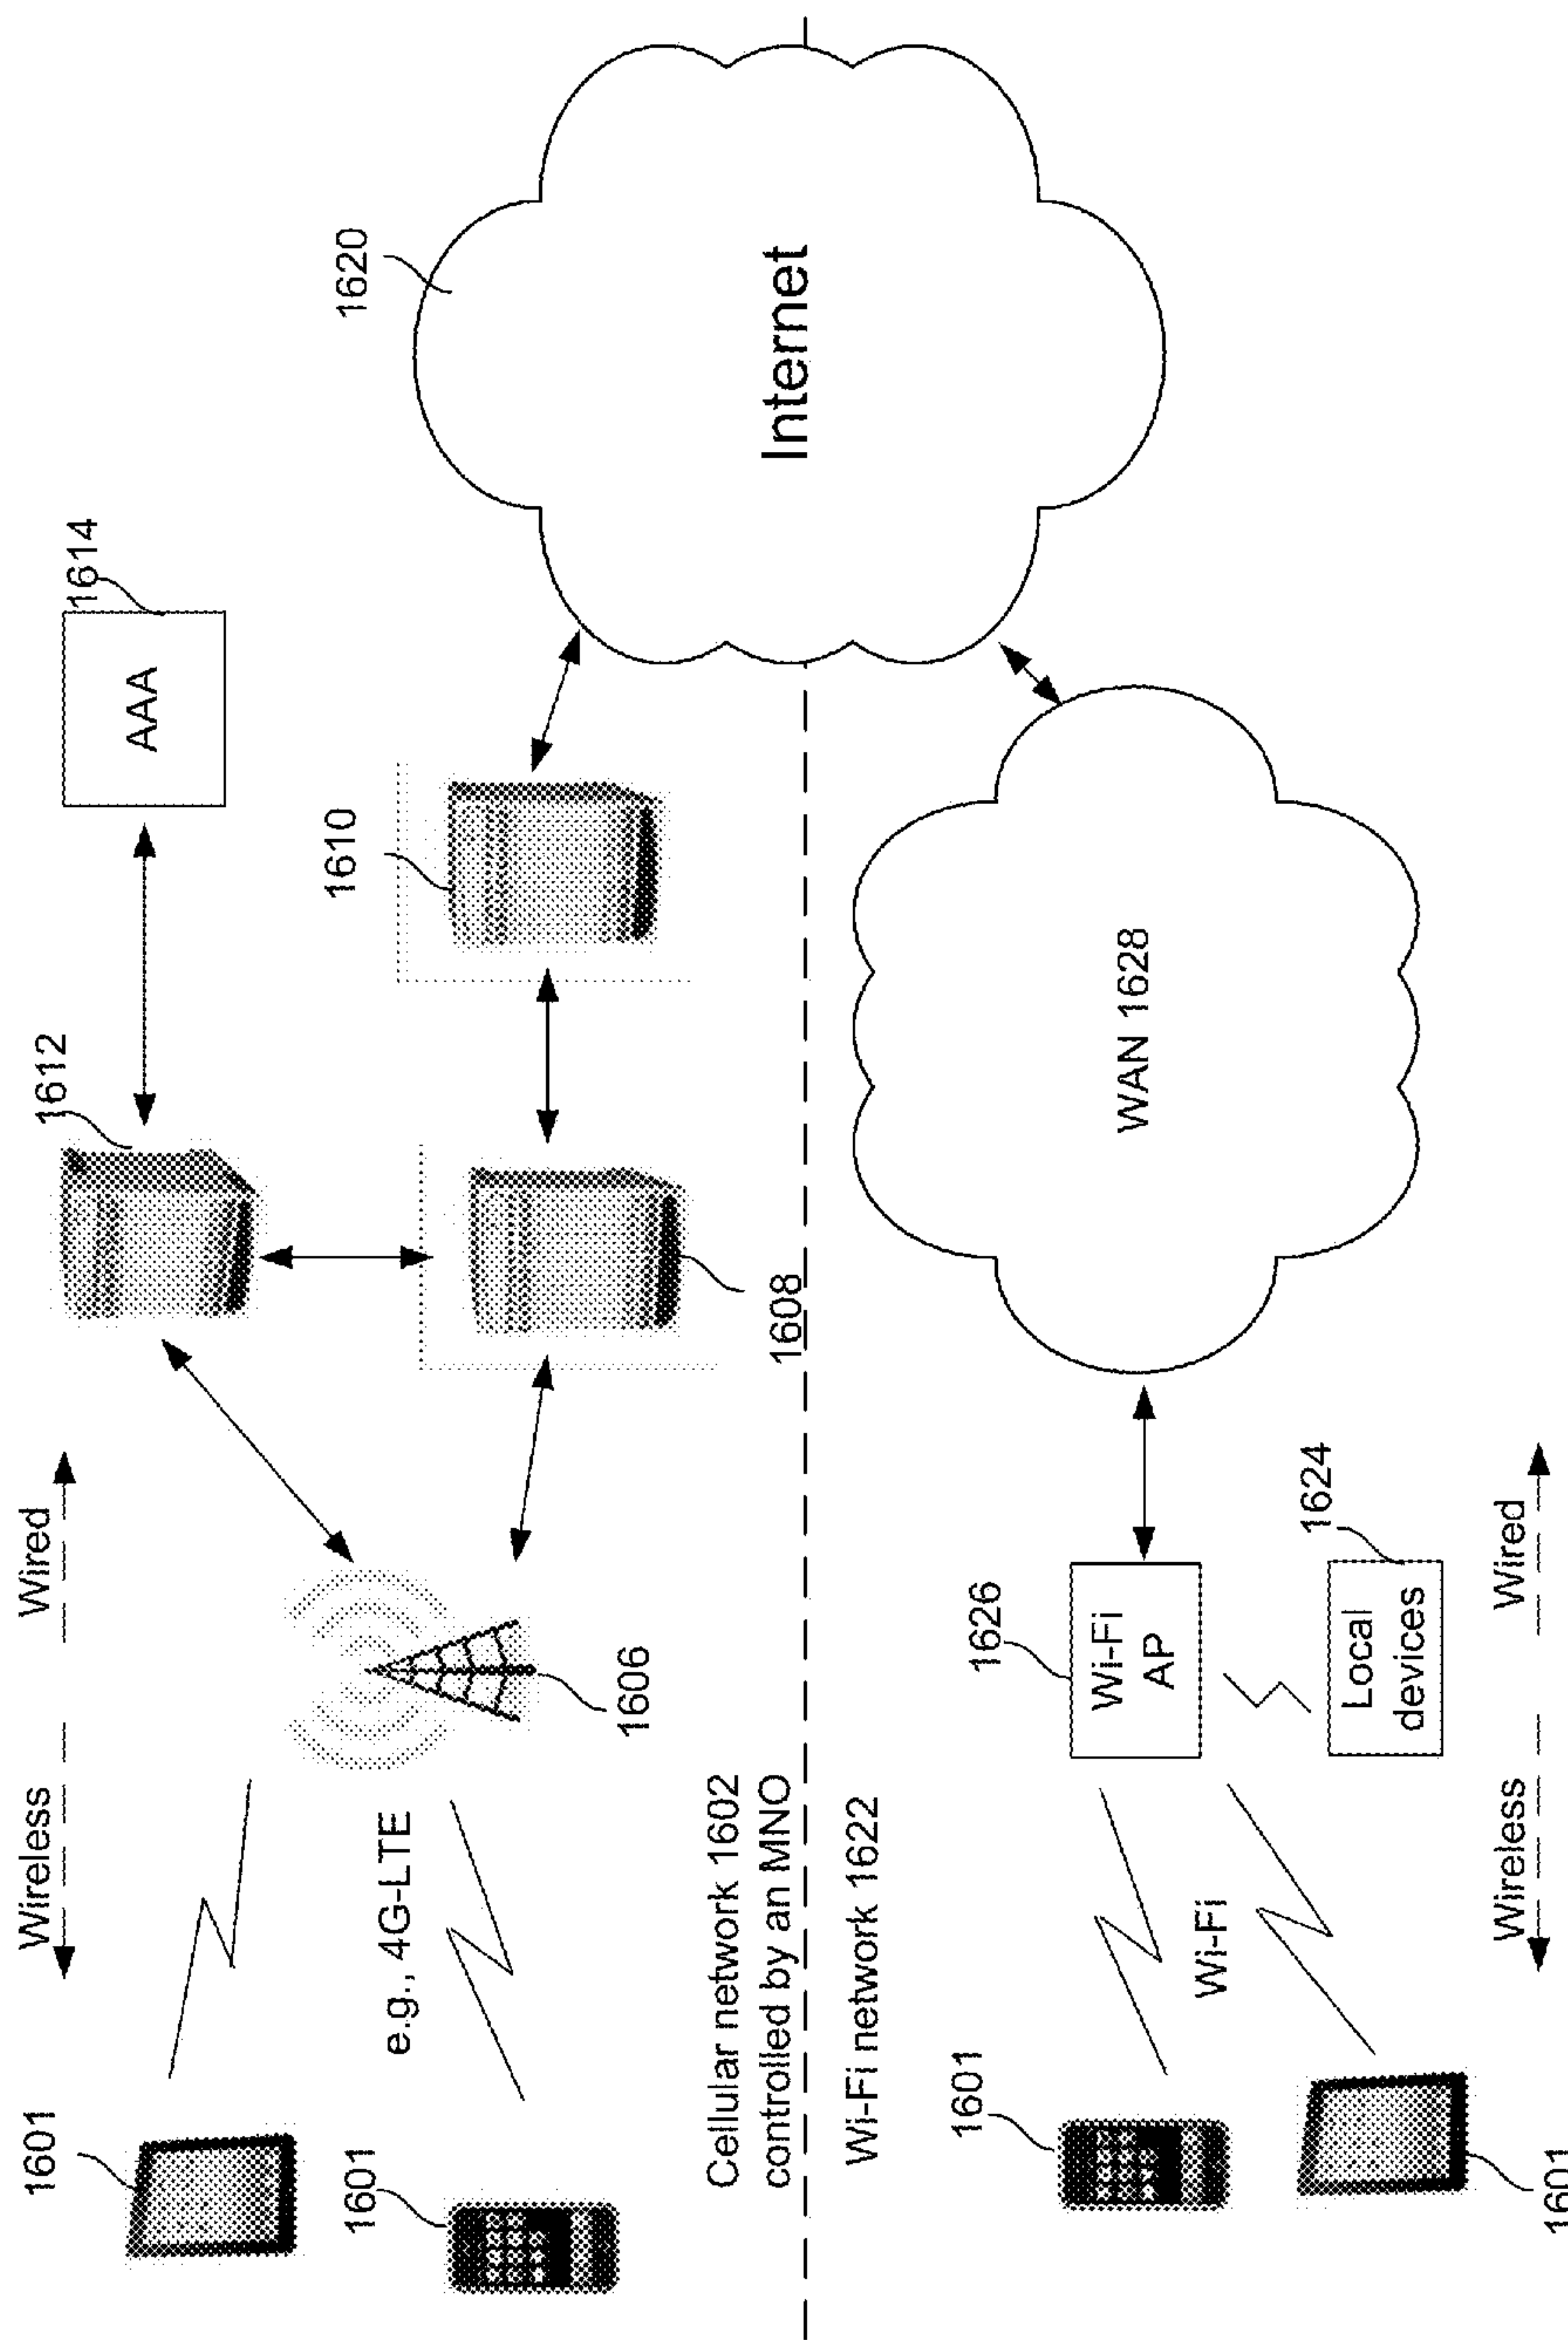 Wireless
Wired
1612
1614
AAA
1601
1620
1610
e.g., 4G-LTE
1601
1606
1608
Internet
Cellular network 1602
controlled by an MNO
Wi-Fi network 1622
1601
1626
Wi-Fi
AP
WAN 1628
Wi-Fi
1624
Local
devices
1601
Wireless
Wired